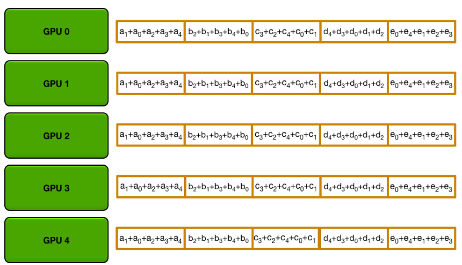 GPU 0 a₁+a₀+a₂+a₃+a₄ b₂+b₁+b₃+b₄+b₀ c₃+c₂+c₄+c₀+c₁ d₄+d₃+d₀+d₁+d₂ e₀+e₄+e₁+e₂+e₃
GPU 1 a₁+a₀+a₂+a₃+a₄ b₂+b₁+b₃+b₄+b₀ c₃+c₂+c₄+c₀+c₁ d₄+d₃+d₀+d₁+d₂ e₀+e₄+e₁+e₂+e₃
GPU 2 a₁+a₀+a₂+a₃+a₄ b₂+b₁+b₃+b₄+b₀ c₃+c₂+c₄+c₀+c₁ d₄+d₃+d₀+d₁+d₂ e₀+e₄+e₁+e₂+e₃
GPU 3 a₁+a₀+a₂+a₃+a₄ b₂+b₁+b₃+b₄+b₀ c₃+c₂+c₄+c₀+c₁ d₄+d₃+d₀+d₁+d₂ e₀+e₄+e₁+e₂+e₃
GPU 4 a₁+a₀+a₂+a₃+a₄ b₂+b₁+b₃+b₄+b₀ c₃+c₂+c₄+c₀+c₁ d₄+d₃+d₀+d₁+d₂ e₀+e₄+e₁+e₂+e₃